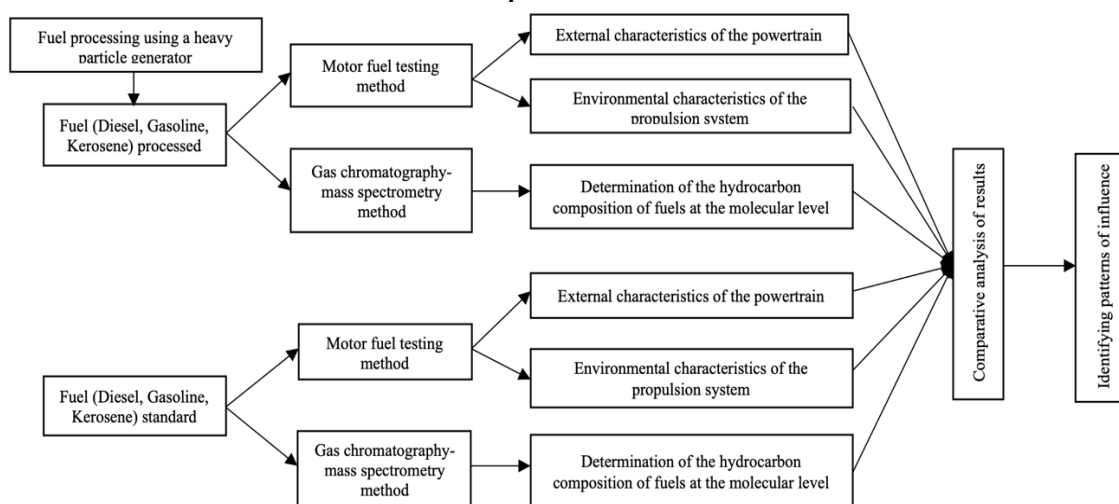 Fuel processing using a heavy
particle generator
Fuel (Diesel, Gasoline,
Kerosene) processed
Motor fuel testing
method
Gas chromatography-
mass spectrometry
method
External characteristics of the powertrain
Environmental characteristics of the
propulsion system
Determination of the hydrocarbon
composition of fuels at the molecular level
Fuel (Diesel, Gasoline,
Kerosene) standard
Motor fuel testing
method
Gas chromatography-
mass spectrometry
method
External characteristics of the powertrain
Environmental characteristics of the
propulsion system
Determination of the hydrocarbon
composition of fuels at the molecular level
Comparative analysis of results
Identifying patterns of influence